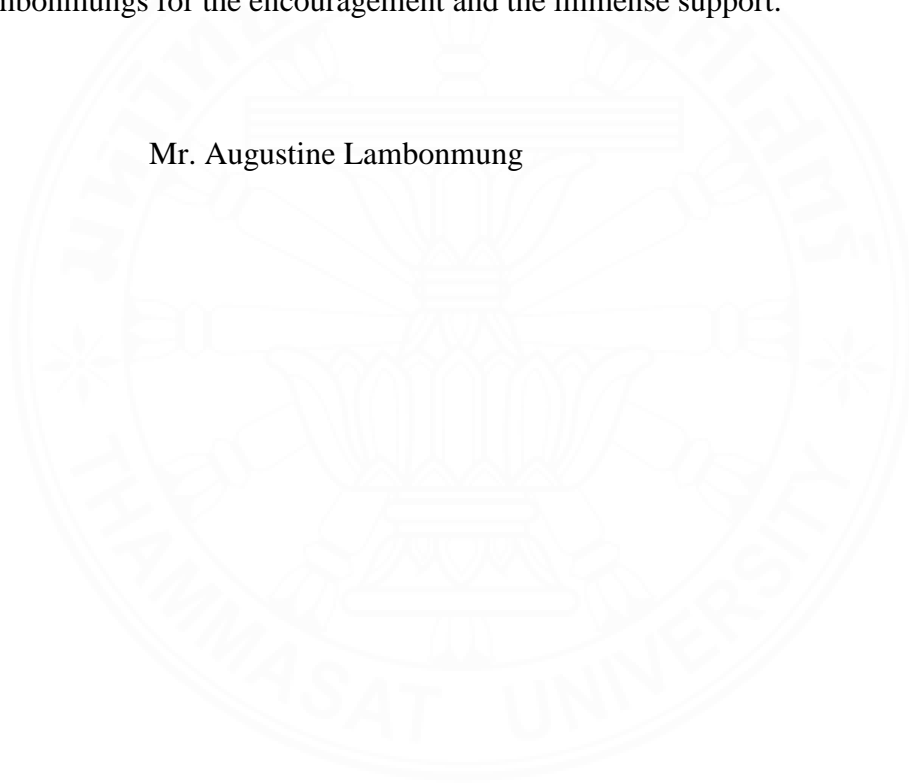 mbonmungs for the encouragement and the immense support.
Mr. Augustine Lambonmung
THAMMASAT UNIVERSITY